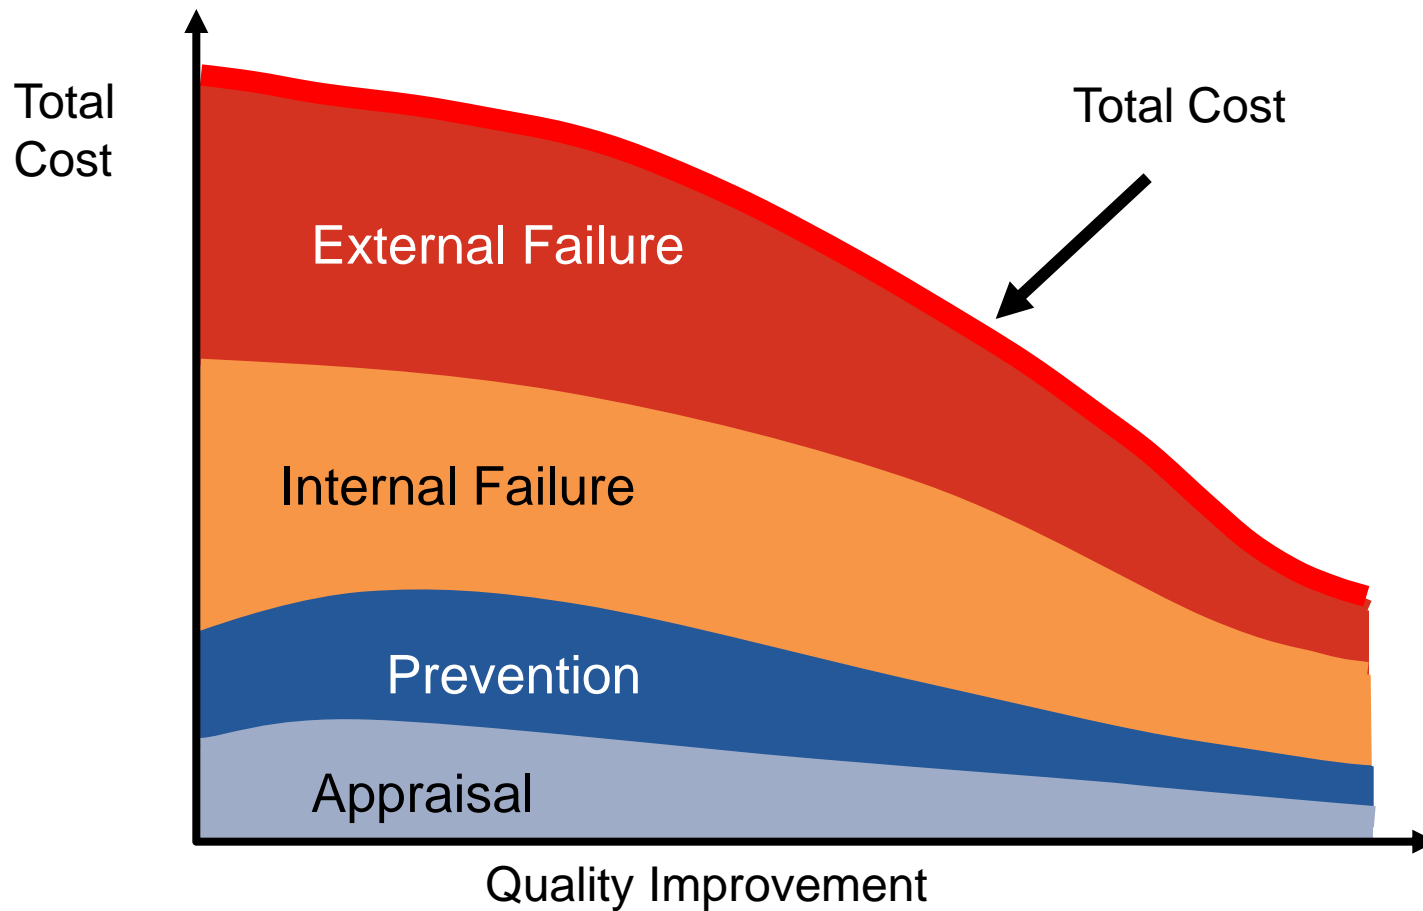 Total
Cost
Total Cost
External Failure
Internal Failure
Prevention
Appraisal
Quality Improvement